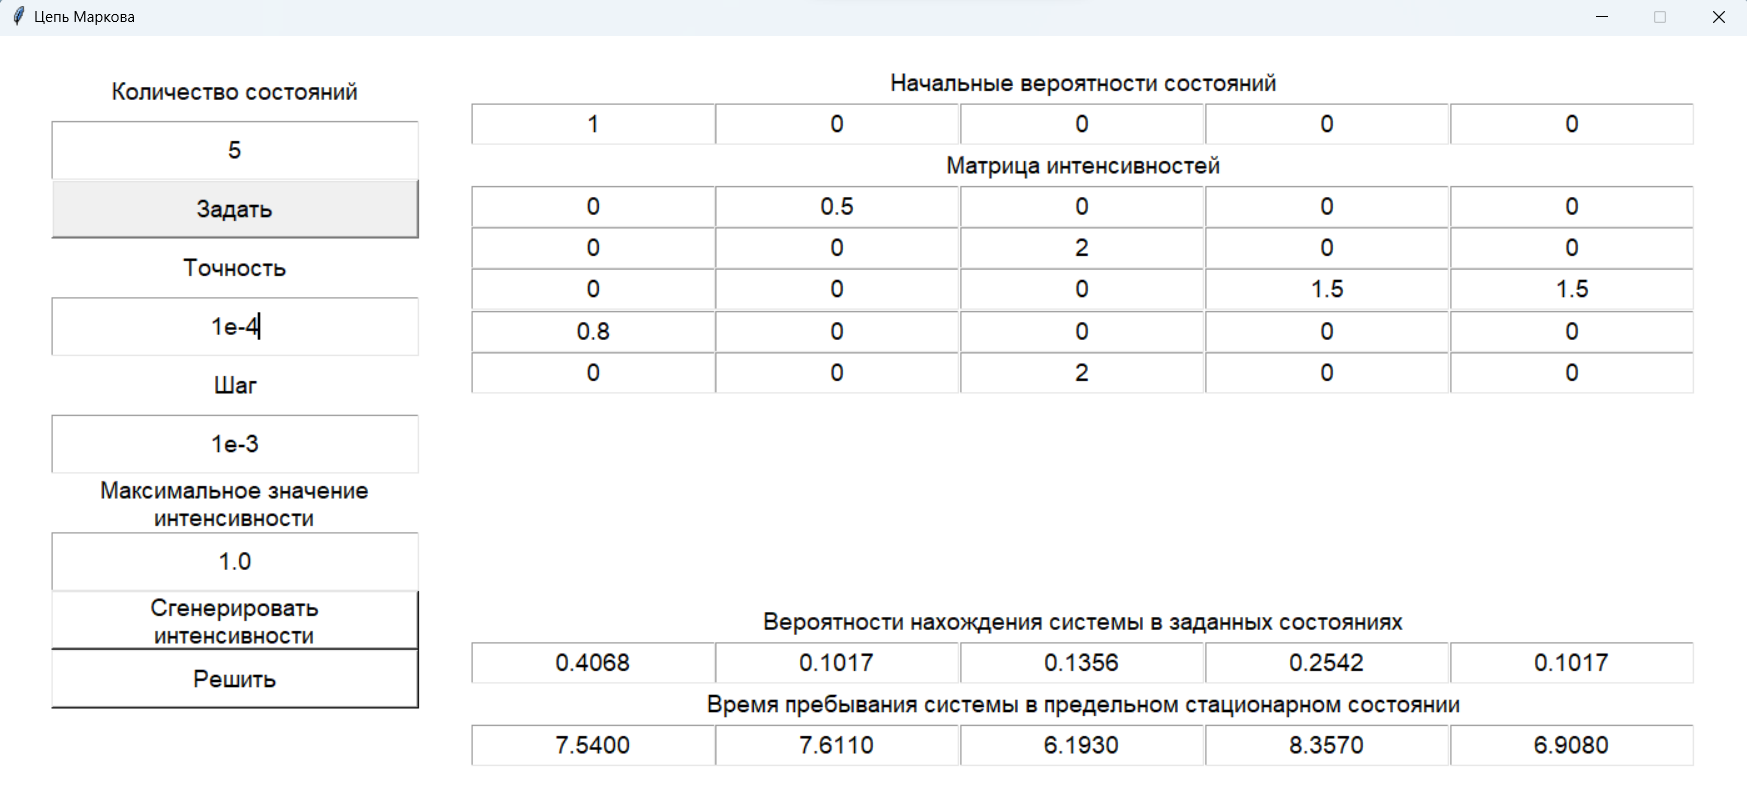 Цепь Маркова
Количество состояний
5
Задать
Точность
1e-4
Шаг
1e-3
Максимальное значение
интенсивности
1.0
Сгенерировать
интенсивности
Решить
Начальные вероятности состояний
1 0 0 0 0
Матрица интенсивностей
0 0.5 0 0 0
0 0 2 0 0
0 0 0 1.5 1.5
0.8 0 0 0 0
0 0 2 0 0
Вероятности нахождения системы в заданных состояниях
0.4068 0.1017 0.1356 0.2542 0.1017
Время пребывания системы в предельном стационарном состоянии
7.5400 7.6110 6.1930 8.3570 6.9080